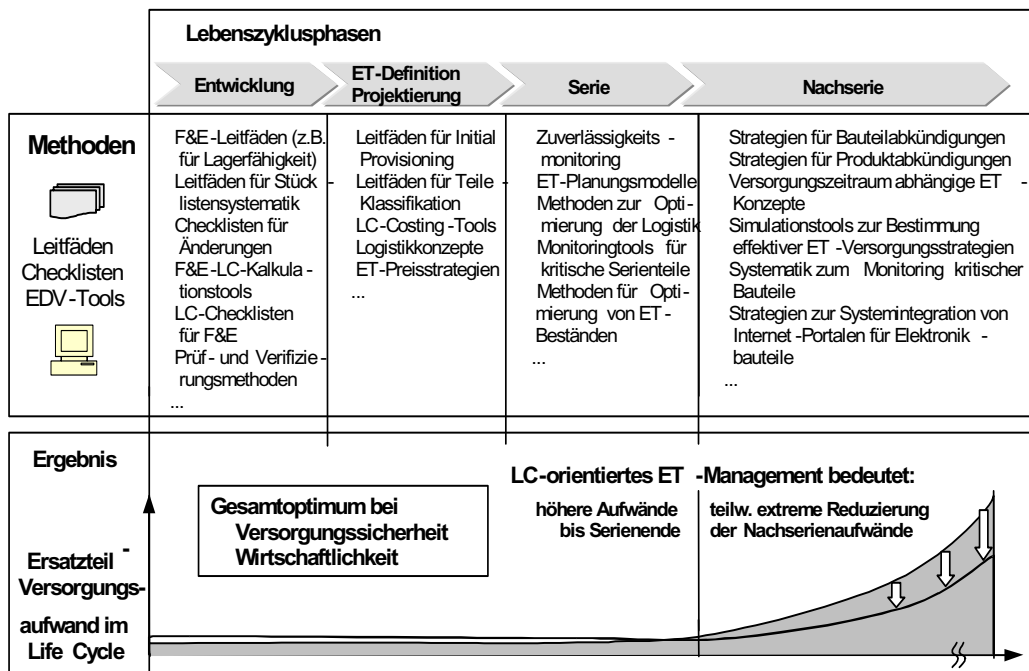 Lebenszyklusphasen
Entwicklung
ET-Definition
Projektierung
Serie
Nachserie
Methoden
Leitfäden
Checklisten
EDV-Tools
F&E-Leitfäden (z.B.
für Lagerfähigkeit)
Leitfäden für Stück -
listensystematik
Checklisten für
Änderungen
F&E-LC-Kalkula -
tionstools
LC-Checklisten
für F&E
Prüf- und Verifizie -
rungsmethoden
...
Leitfäden für Initial
Provisioning
Leitfäden für Teile -
Klassifikation
LC-Costing -Tools
Logistikkonzepte
ET-Preisstrategien
...
Zuverlässigkeits -
monitoring
ET-Planungsmodelle
Methoden zur Opti -
mierung der Logistik
Monitoringtools für
kritische Serienteile
Methoden für Opti -
mierung von ET -
Beständen
...
Strategien für Bauteilabkündigungen
Strategien für Produktabkündigungen
Versorgungszeitraum abhängige ET -
Konzepte
Simulationstools zur Bestimmung
effektiver ET -Versorgungsstrategien
Systematik zum Monitoring kritischer
Bauteile
Strategien zur Systemintegration von
Internet -Portalen für Elektronik -
bauteile
...
Ergebnis
Ersatzteil -
Versorgungs-
aufwand im
Life Cycle
Gesamtoptimum bei
Versorgungssicherheit
Wirtschaftlichkeit
LC-orientiertes ET -Management bedeutet:
höhere Aufwände
bis Serienende
teilw. extreme Reduzierung
der Nachserienaufwände